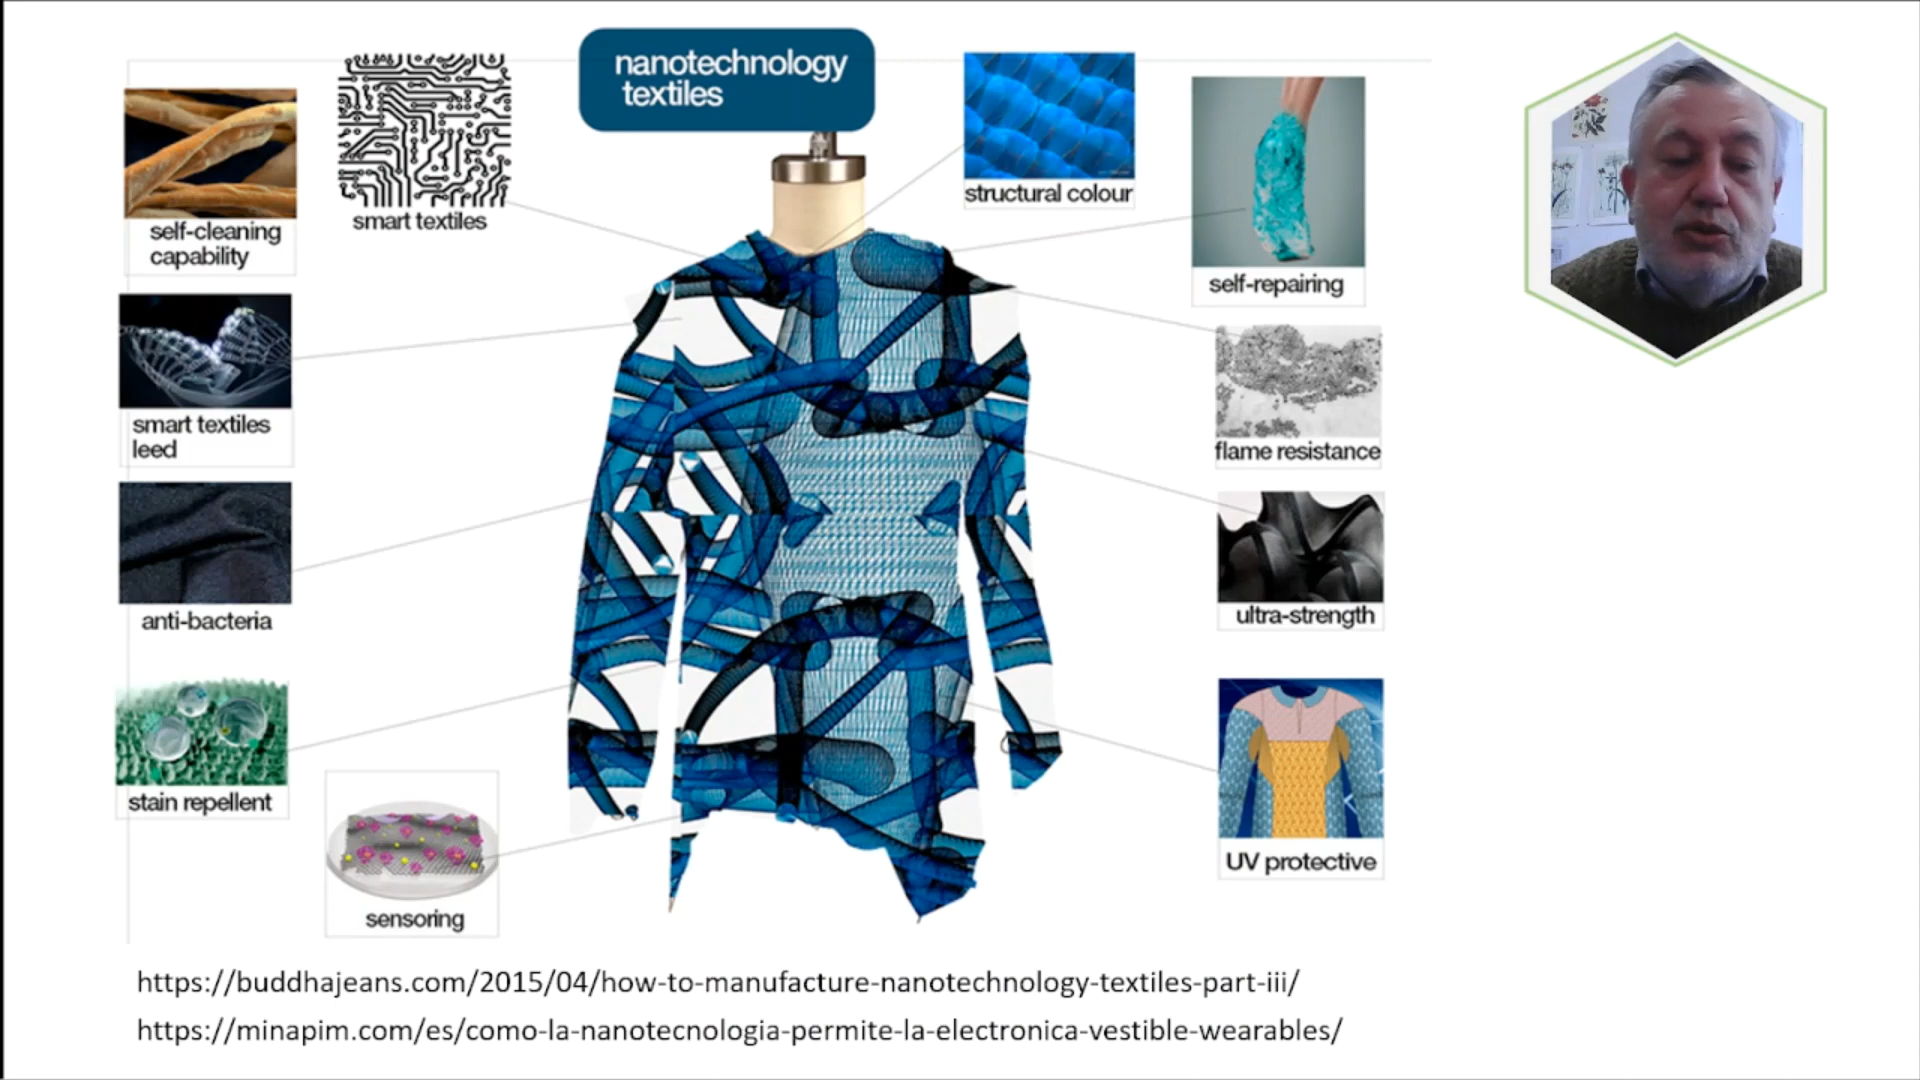 nanotechnology
textiles
self-cleaning
capability
smart textiles
structural colour
self-repairing
smart textiles
leed
flame resistance
anti-bacteria
ultra-strength
stain repellent
UV protective
sensoring
https://buddhajeans.com/2015/04/how-to-manufacture-nanotechnology-textiles-part-iii/
https://minapim.com/es/como-la-nanotecnologia-permite-la-electronica-vestible-wearables/